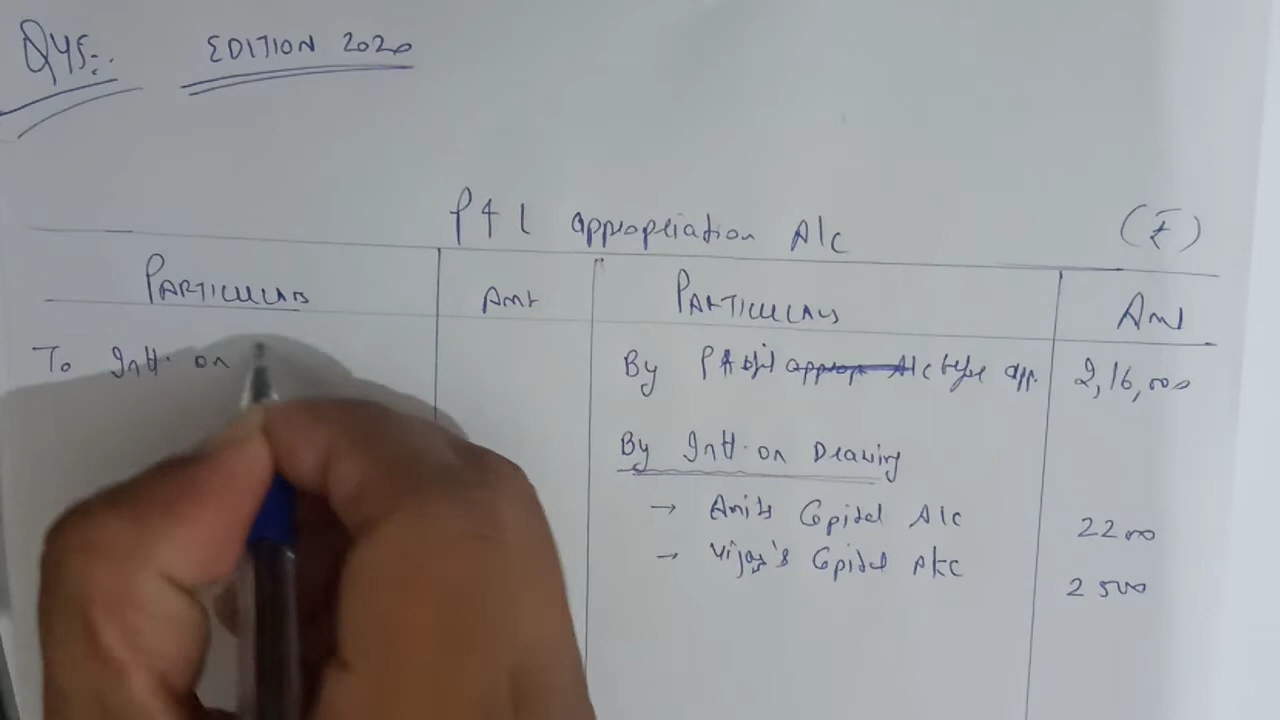 Q45:.
EDITION 2020
P & L appropriation A/c
(₹)
PARTICULARS
Amt
PARTICULARS
Amt
To Intt. on
By Profit approp A/c before app. 2,16,000
By Intt. on Drawing
→ Amit's Capital A/c 2200
→ Vijay's Capital A/c 2500